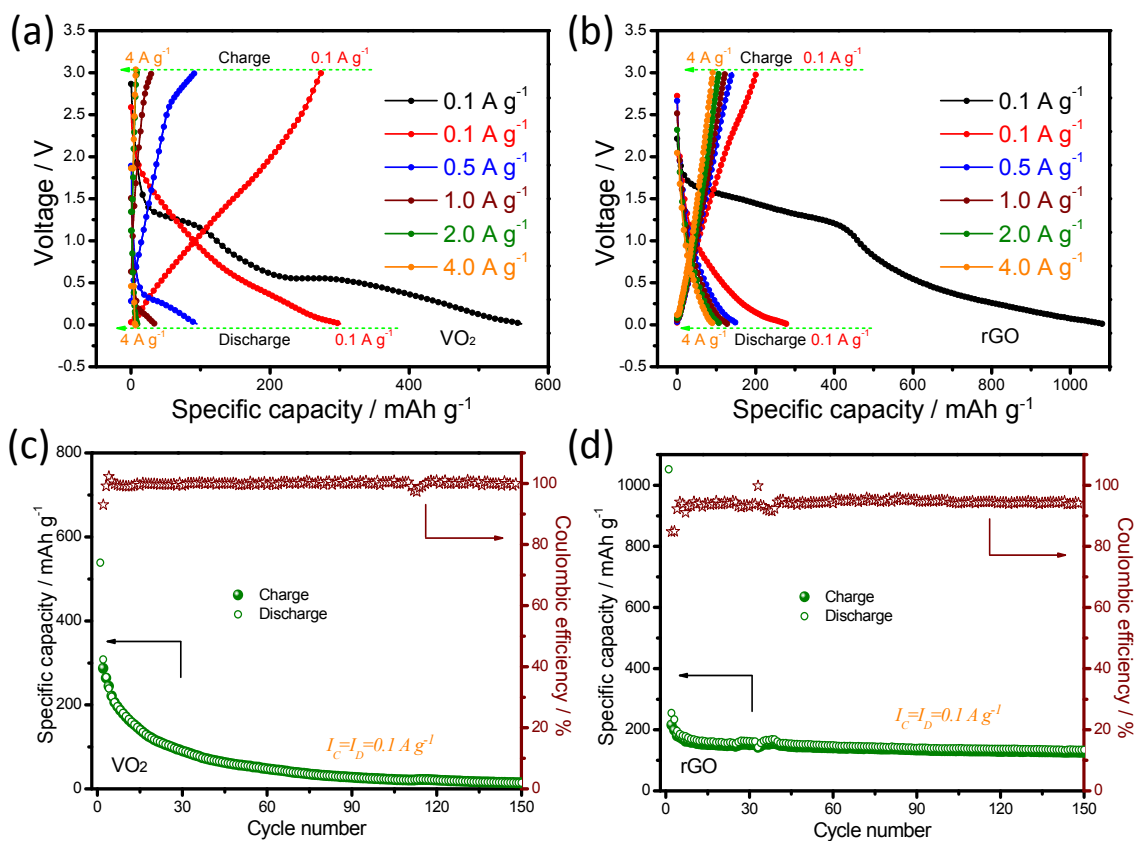 (a)
3.5
3.0
2.5
2.0
1.5
1.0
0.5
0.0
-0.5
Voltage / V
4 A g⁻¹ Charge 0.1 A g⁻¹
0.1 A g⁻¹
0.1 A g⁻¹
0.5 A g⁻¹
1.0 A g⁻¹
2.0 A g⁻¹
4.0 A g⁻¹
4 A g⁻¹ Discharge 0.1 A g⁻¹ VO₂
0 200 400 600
Specific capacity / mAh g⁻¹
(b)
3.5
3.0
2.5
2.0
1.5
1.0
0.5
0.0
-0.5
Voltage / V
4 A g⁻¹ Charge 0.1 A g⁻¹
0.1 A g⁻¹
0.1 A g⁻¹
0.5 A g⁻¹
1.0 A g⁻¹
2.0 A g⁻¹
4.0 A g⁻¹
4 A g⁻¹ Discharge 0.1 A g⁻¹ rGO
0 200 400 600 800 1000
Specific capacity / mAh g⁻¹
(c)
800
700
600
500
400
300
200
100
0
Specific capacity / mAh g⁻¹
Charge
Discharge
I_C=I_D=0.1 A g⁻¹
VO₂
100
80
60
40
20
0
Coulombic efficiency / %
0 30 60 90 120 150
Cycle number
(d)
1000
800
600
400
200
0
Specific capacity / mAh g⁻¹
Charge
Discharge
I_C=I_D=0.1 A g⁻¹
rGO
100
80
60
40
20
0
Coulombic efficiency / %
0 30 60 90 120 150
Cycle number